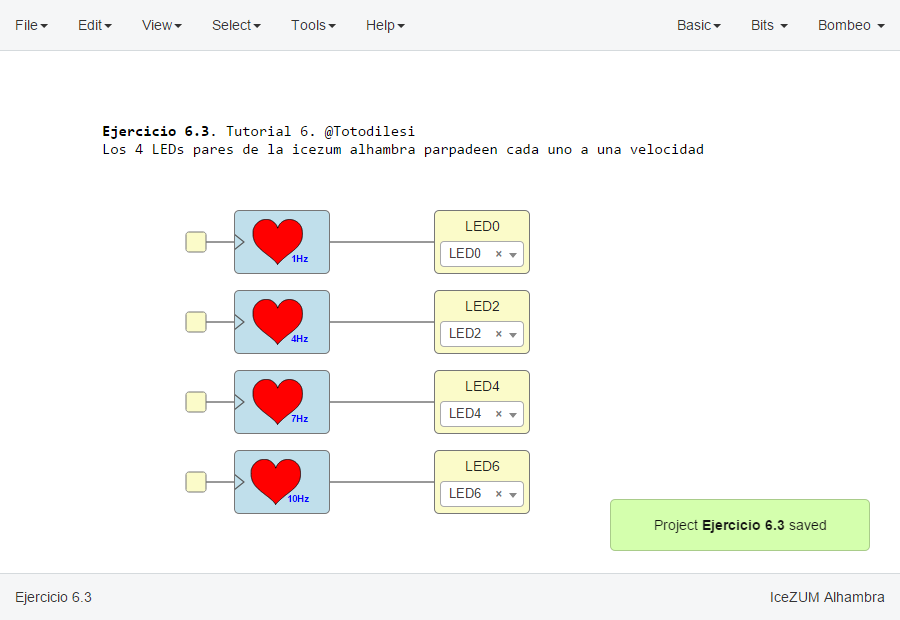 File Edit View Select Tools Help Basic Bits Bombeo
Ejercicio 6.3. Tutorial 6. @Totodilesi
Los 4 LEDs pares de la icezum alhambra parpadeen cada uno a una velocidad
LED0
1Hz LED0 ×
LED2
4Hz LED2 ×
LED4
7Hz LED4 ×
LED6
10Hz LED6 ×
Project Ejercicio 6.3 saved
Ejercicio 6.3 IceZUM Alhambra